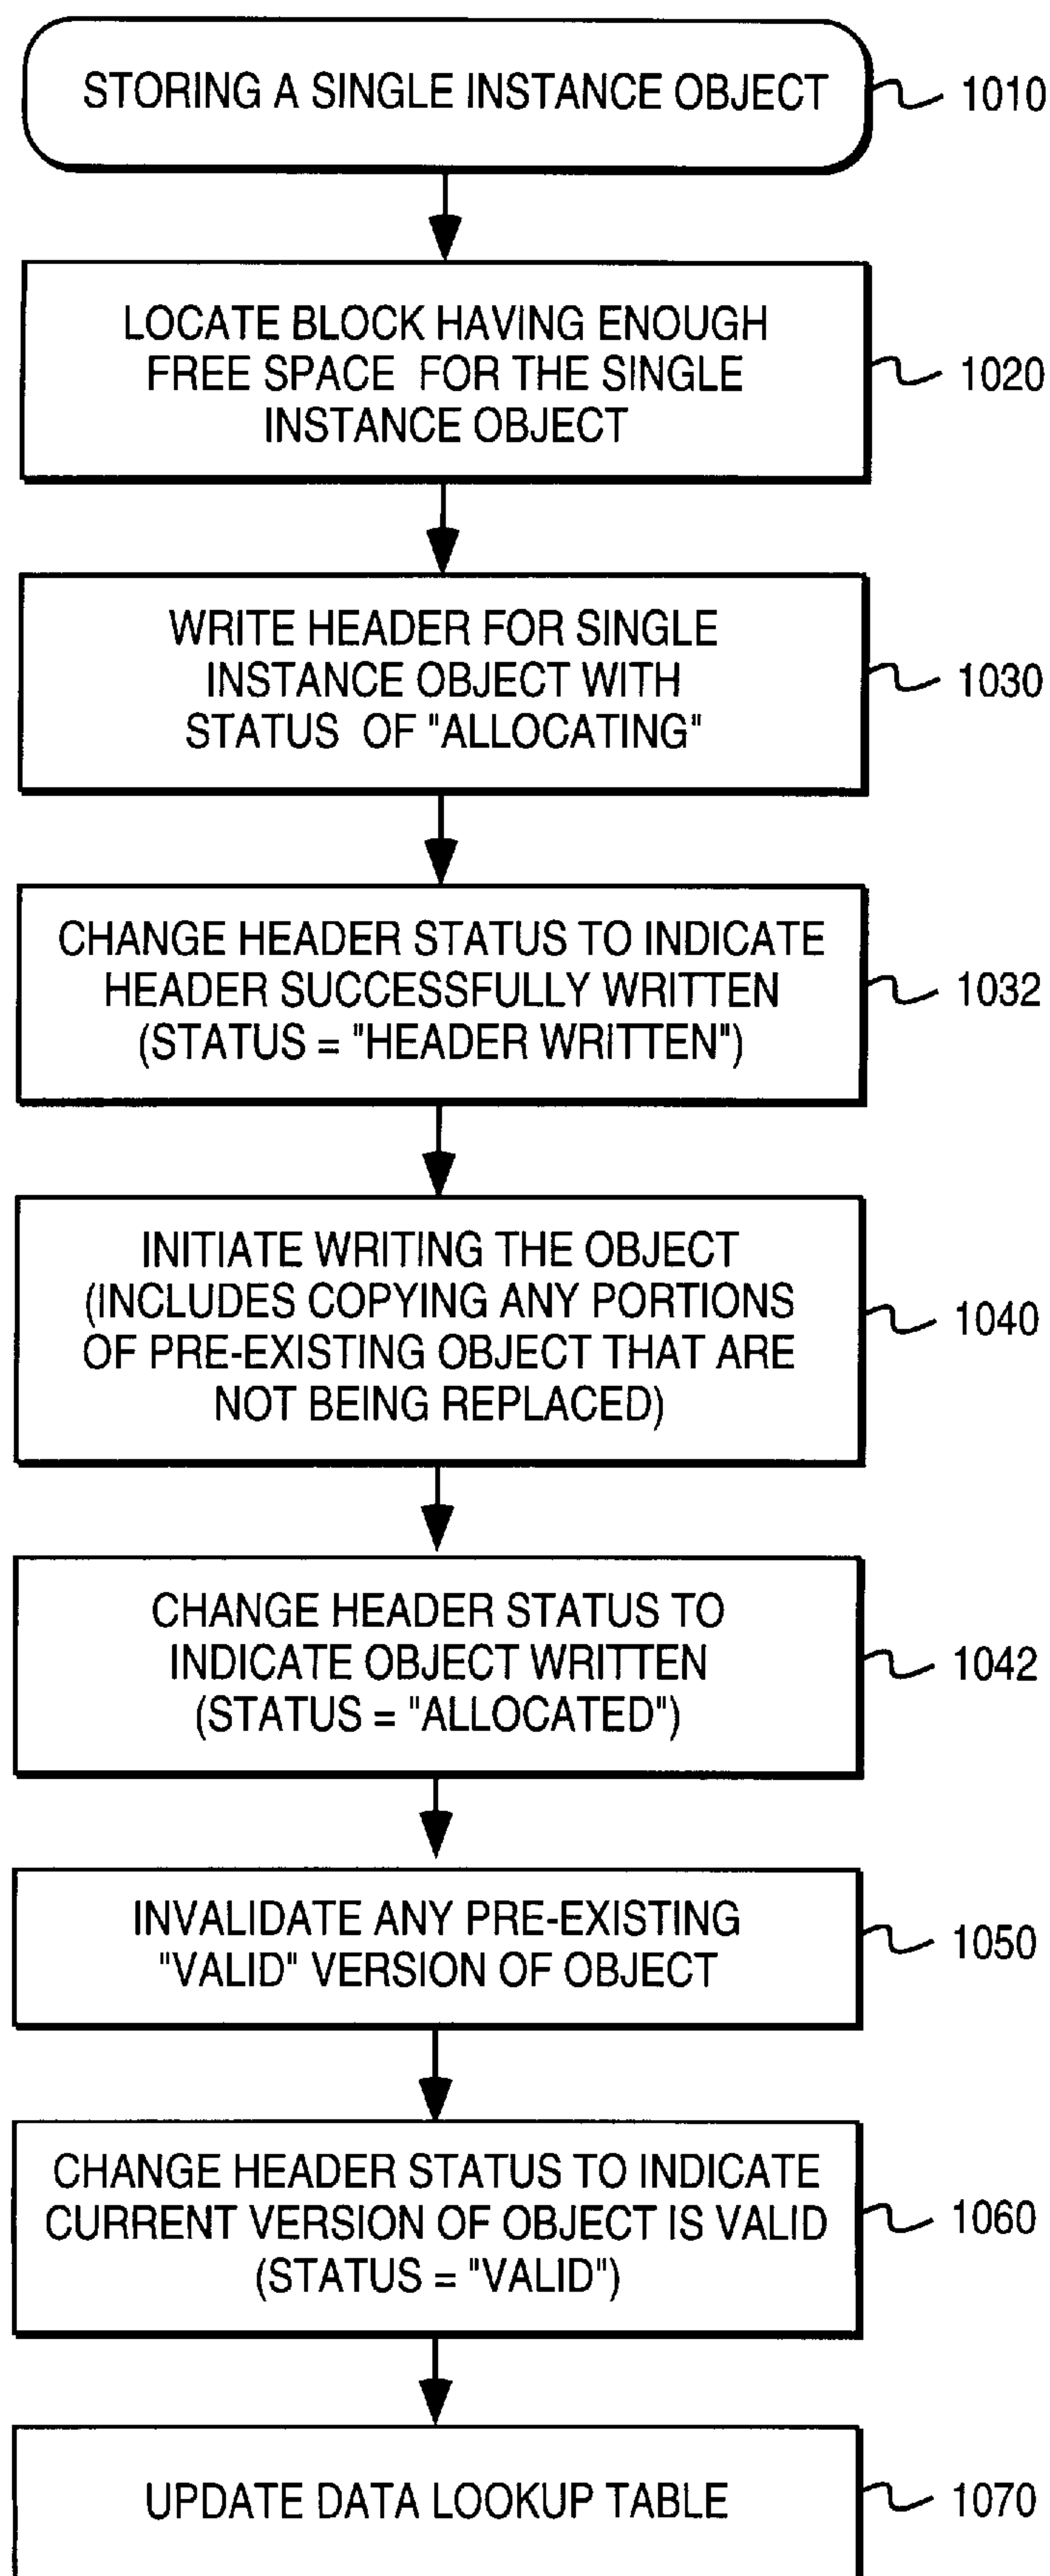 STORING A SINGLE INSTANCE OBJECT
1010
LOCATE BLOCK HAVING ENOUGH
FREE SPACE FOR THE SINGLE
INSTANCE OBJECT
1020
WRITE HEADER FOR SINGLE
INSTANCE OBJECT WITH
STATUS OF "ALLOCATING"
1030
CHANGE HEADER STATUS TO INDICATE
HEADER SUCCESSFULLY WRITTEN
(STATUS = "HEADER WRITTEN")
1032
INITIATE WRITING THE OBJECT
(INCLUDES COPYING ANY PORTIONS
OF PRE-EXISTING OBJECT THAT ARE
NOT BEING REPLACED)
1040
CHANGE HEADER STATUS TO
INDICATE OBJECT WRITTEN
(STATUS = "ALLOCATED")
1042
INVALIDATE ANY PRE-EXISTING
"VALID" VERSION OF OBJECT
1050
CHANGE HEADER STATUS TO INDICATE
CURRENT VERSION OF OBJECT IS VALID
(STATUS = "VALID")
1060
UPDATE DATA LOOKUP TABLE
1070